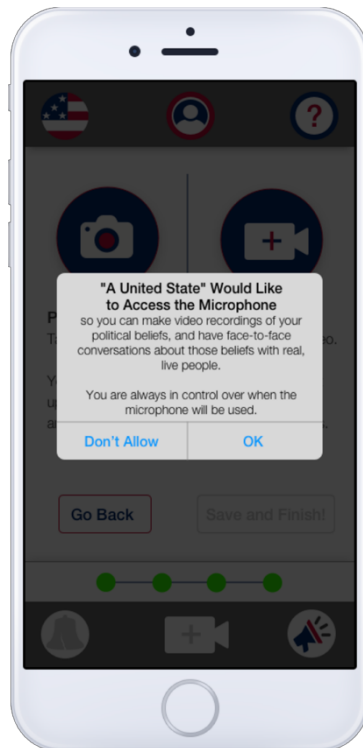 ?
"A United State" Would Like
to Access the Microphone
so you can make video recordings of your
political beliefs, and have face-to-face
conversations about those beliefs with real,
live people.
You are always in control over when the
microphone will be used.
Don't Allow OK
Go Back Save and Finish!